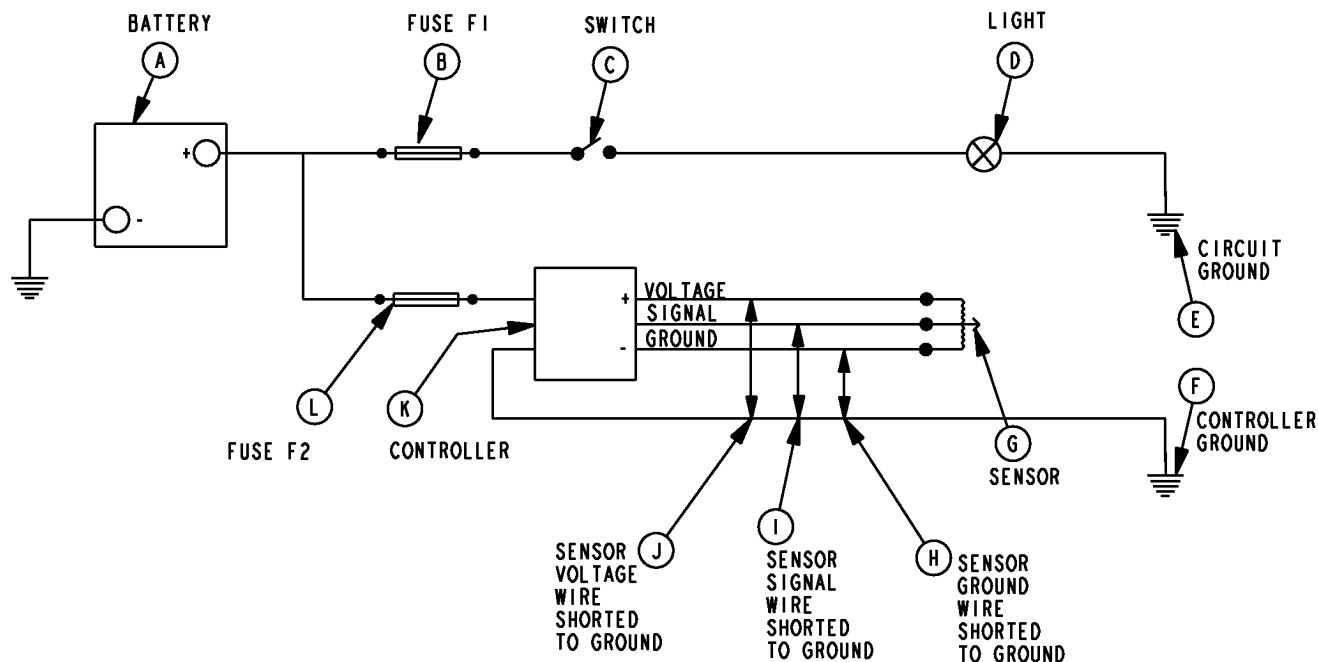 BATTERY
A
FUSE F1
B
SWITCH
C
LIGHT
D
+
-
CIRCUIT
GROUND
E
+ VOLTAGE
SIGNAL
- GROUND
L
FUSE F2
K
CONTROLLER
F
CONTROLLER
GROUND
G
SENSOR
J
SENSOR
VOLTAGE
WIRE
SHORTED
TO GROUND
I
SENSOR
SIGNAL
WIRE
SHORTED
TO GROUND
H
SENSOR
GROUND
WIRE
SHORTED
TO GROUND